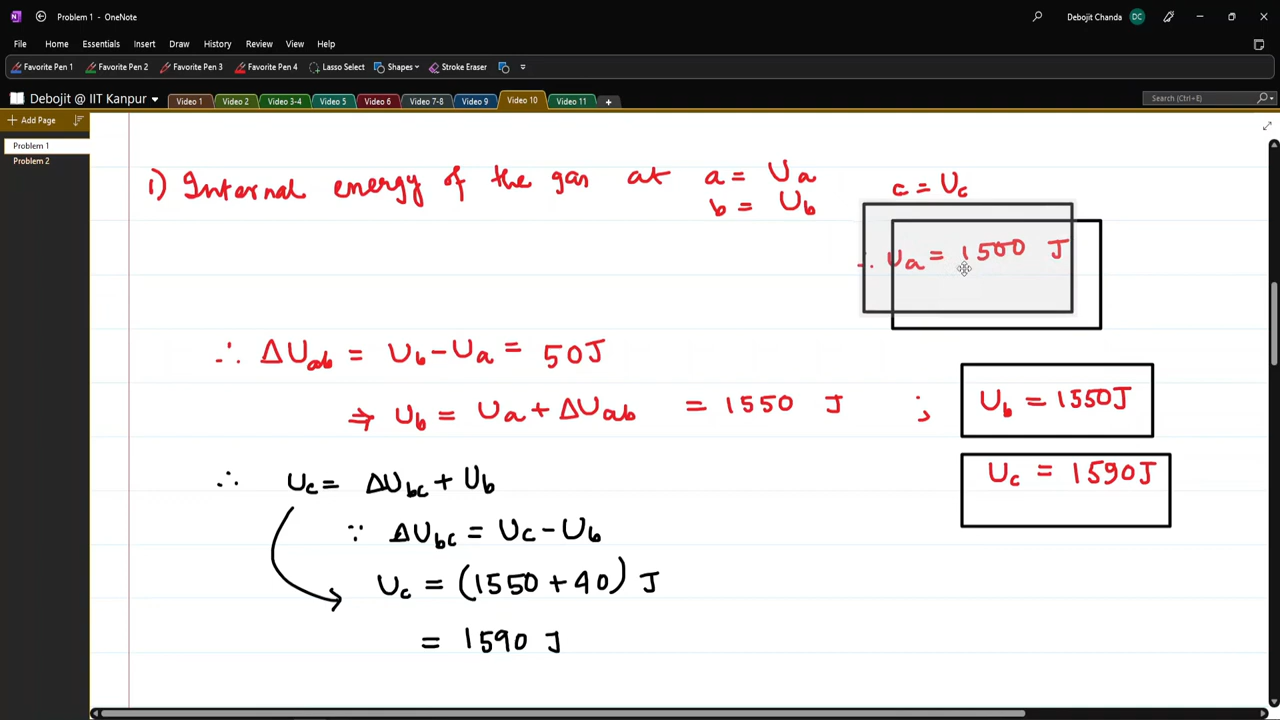 Problem 1 - OneNote
Debojit Chanda DC
File Home Essentials Insert Draw History Review View Help
Favorite Pen 1 Favorite Pen 2 Favorite Pen 3 Favorite Pen 4 Lasso Select Shapes Stroke Eraser
Debojit @ IIT Kanpur Video 1 Video 2 Video 3-4 Video 5 Video 6 Video 7-8 Video 9 Video 10 Video 11 + Search (Ctrl+E)
+ Add Page
Problem 1
Problem 2
i) Internal energy of the gas at a = Ua c = Uc
b = Ub
∴ Ua = 1500 J
∴ ΔUab = Ub - Ua = 50J
⇒ Ub = Ua + ΔUab = 1550 J ; Ub = 1550J
Uc = 1590J
∴ Uc = ΔUbc + Ub
∵ ΔUbc = Uc - Ub
Uc = (1550 + 40) J
= 1590 J